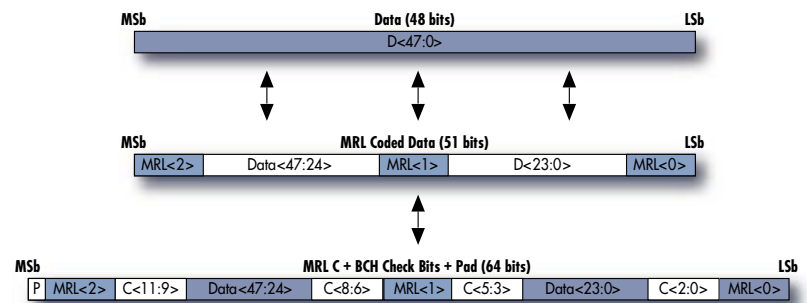 MSb Data (48 bits) LSb
D<47:0>
MSb MRL Coded Data (51 bits) LSb
MRL<2> Data<47:24> MRL<1> D<23:0> MRL<0>
MSb MRL C + BCH Check Bits + Pad (64 bits) LSb
P MRL<2> C<11:9> Data<47:24> C<8:6> MRL<1> C<5:3> Data<23:0> C<2:0> MRL<0>